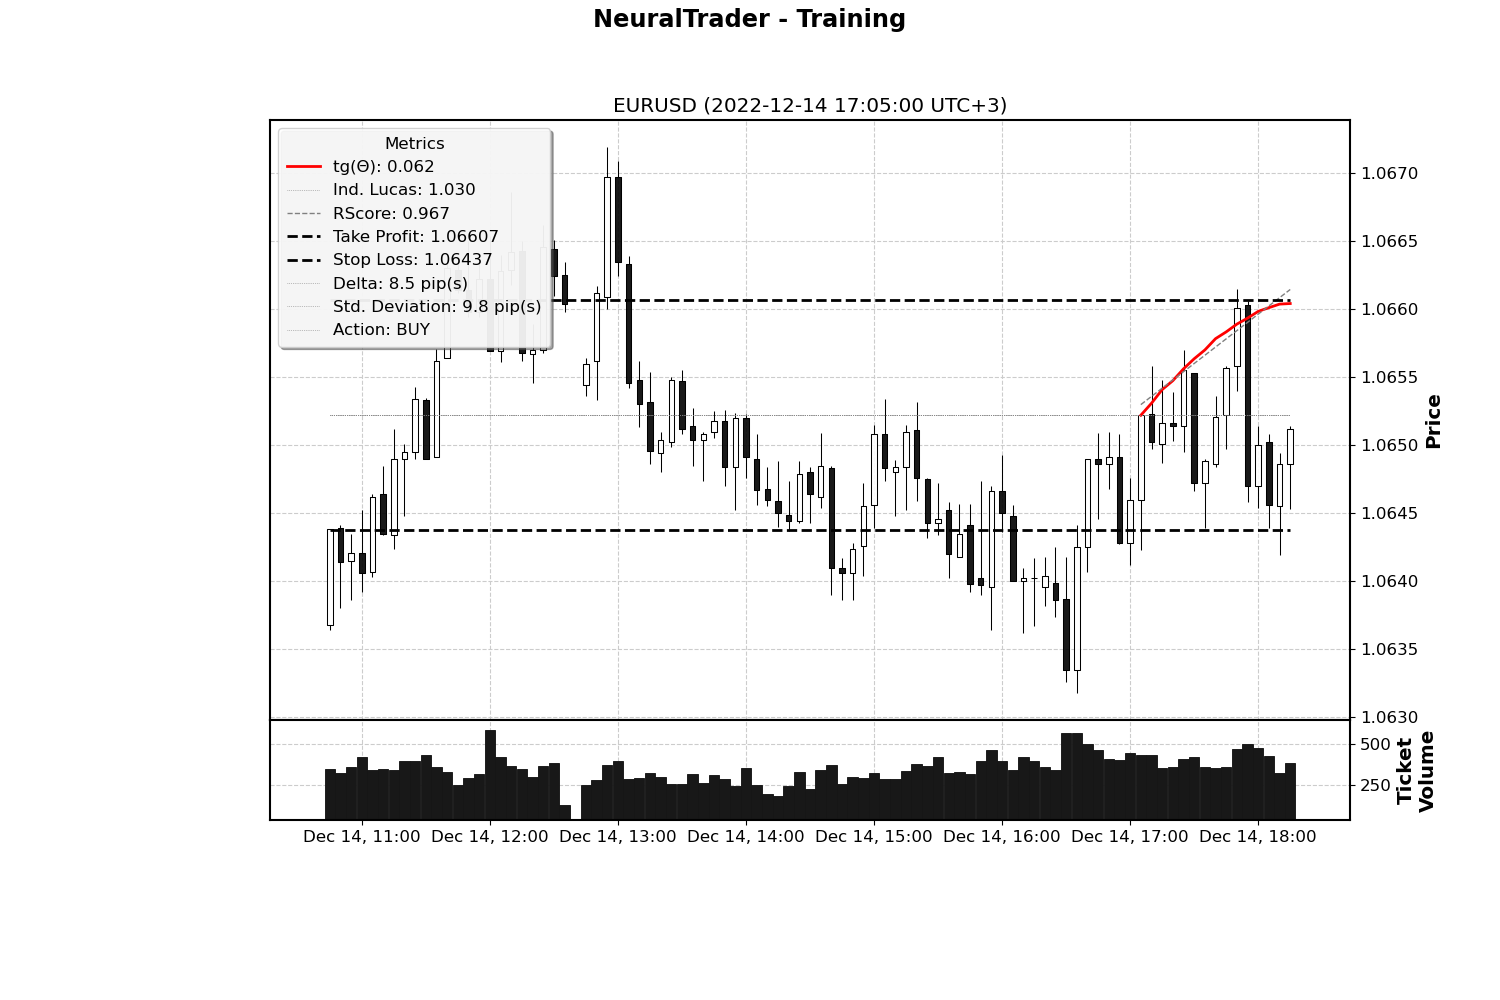 NeuralTrader - Training
EURUSD (2022-12-14 17:05:00 UTC+3)
Metrics
tg(Θ): 0.062
Ind. Lucas: 1.030
RScore: 0.967
Take Profit: 1.06607
Stop Loss: 1.06437
Delta: 8.5 pip(s)
Std. Deviation: 9.8 pip(s)
Action: BUY
1.0670
1.0665
1.0660
1.0655
1.0650
1.0645
1.0640
1.0635
1.0630
Price
500
250
Ticket
Volume
Dec 14, 11:00
Dec 14, 12:00
Dec 14, 13:00
Dec 14, 14:00
Dec 14, 15:00
Dec 14, 16:00
Dec 14, 17:00
Dec 14, 18:00